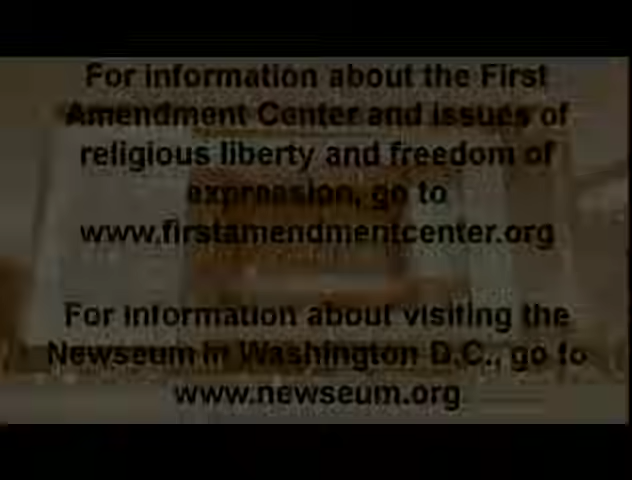 For information about the First
Amendment Center and issues of
religious liberty and freedom of
expression, go to
www.firstamendmentcenter.org
For information about visiting the
Newseum in Washington D.C., go to
www.newseum.org